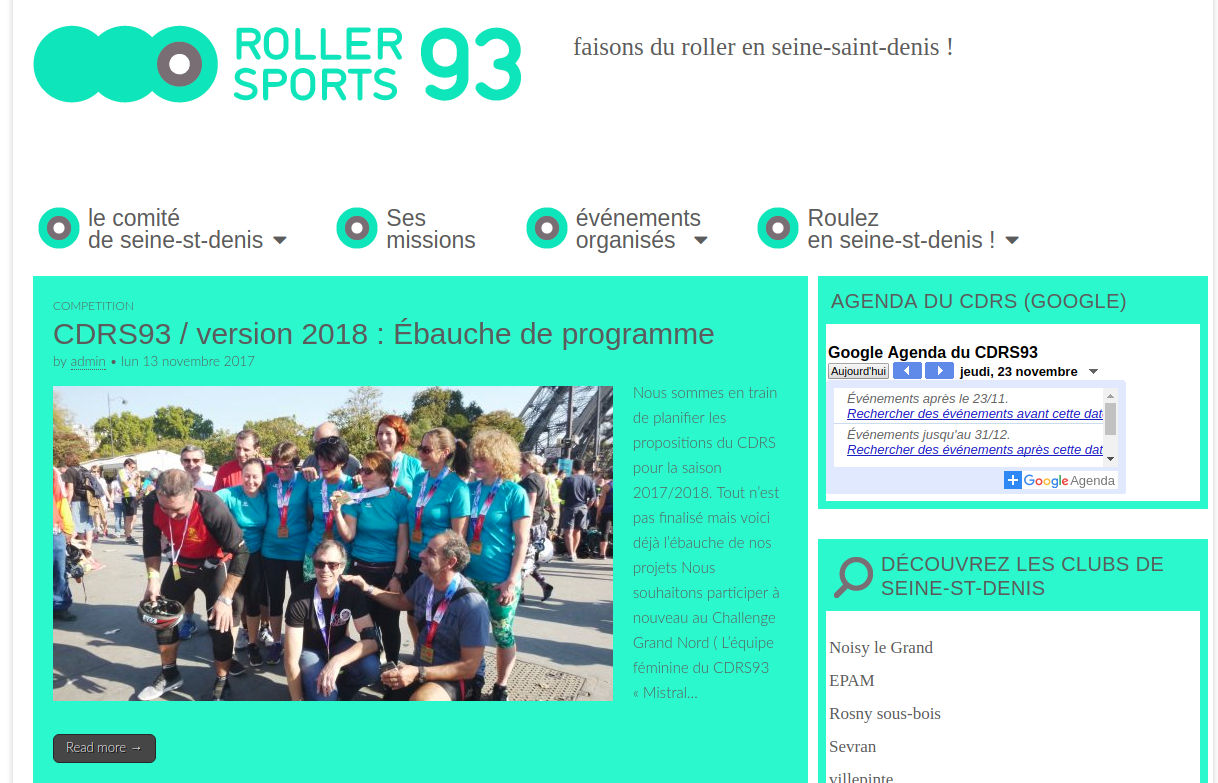 ROLLER
SPORTS 93
faisons du roller en seine-saint-denis !
le comité
de seine-st-denis
Ses
missions
événements
organisés
Roulez
en seine-st-denis !
COMPETITION
CDRS93 / version 2018 : Ébauche de programme
by admin • lun 13 novembre 2017
Nous sommes en train
de planifier les
propositions du CDRS
pour la saison
2017/2018. Tout n'est
pas finalisé mais voici
déjà l'ébauche de nos
projets Nous
souhaitons participer à
nouveau au Challenge
Grand Nord ( L'équipe
féminine du CDRS93
« Mistral…
Read more →
AGENDA DU CDRS (GOOGLE)
Google Agenda du CDRS93
Aujourd'hui jeudi, 23 novembre
Événements après le 23/11.
Rechercher des événements avant cette dat
Événements jusqu'au 31/12.
Rechercher des événements après cette dat
Google Agenda
DÉCOUVREZ LES CLUBS DE
SEINE-ST-DENIS
Noisy le Grand
EPAM
Rosny sous-bois
Sevran
villepinte